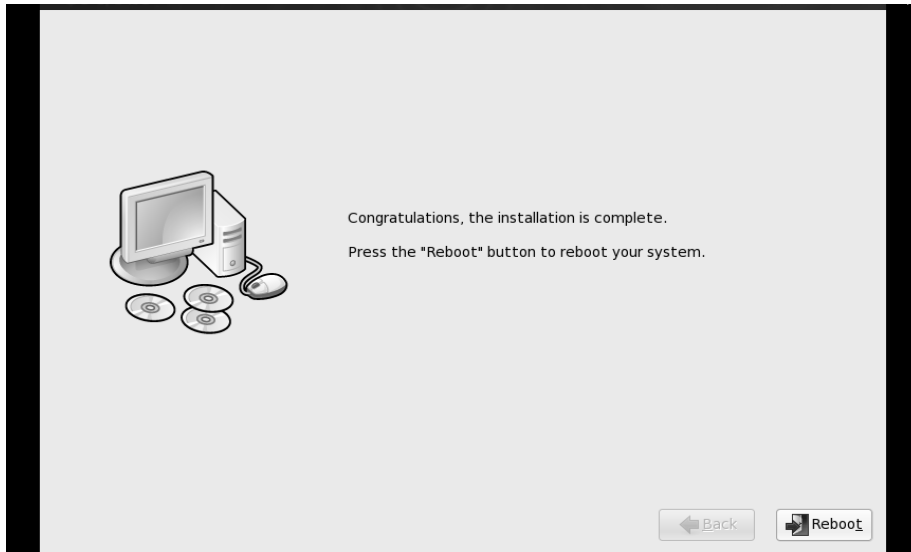 Congratulations, the installation is complete.
Press the "Reboot" button to reboot your system.
Back
Reboot